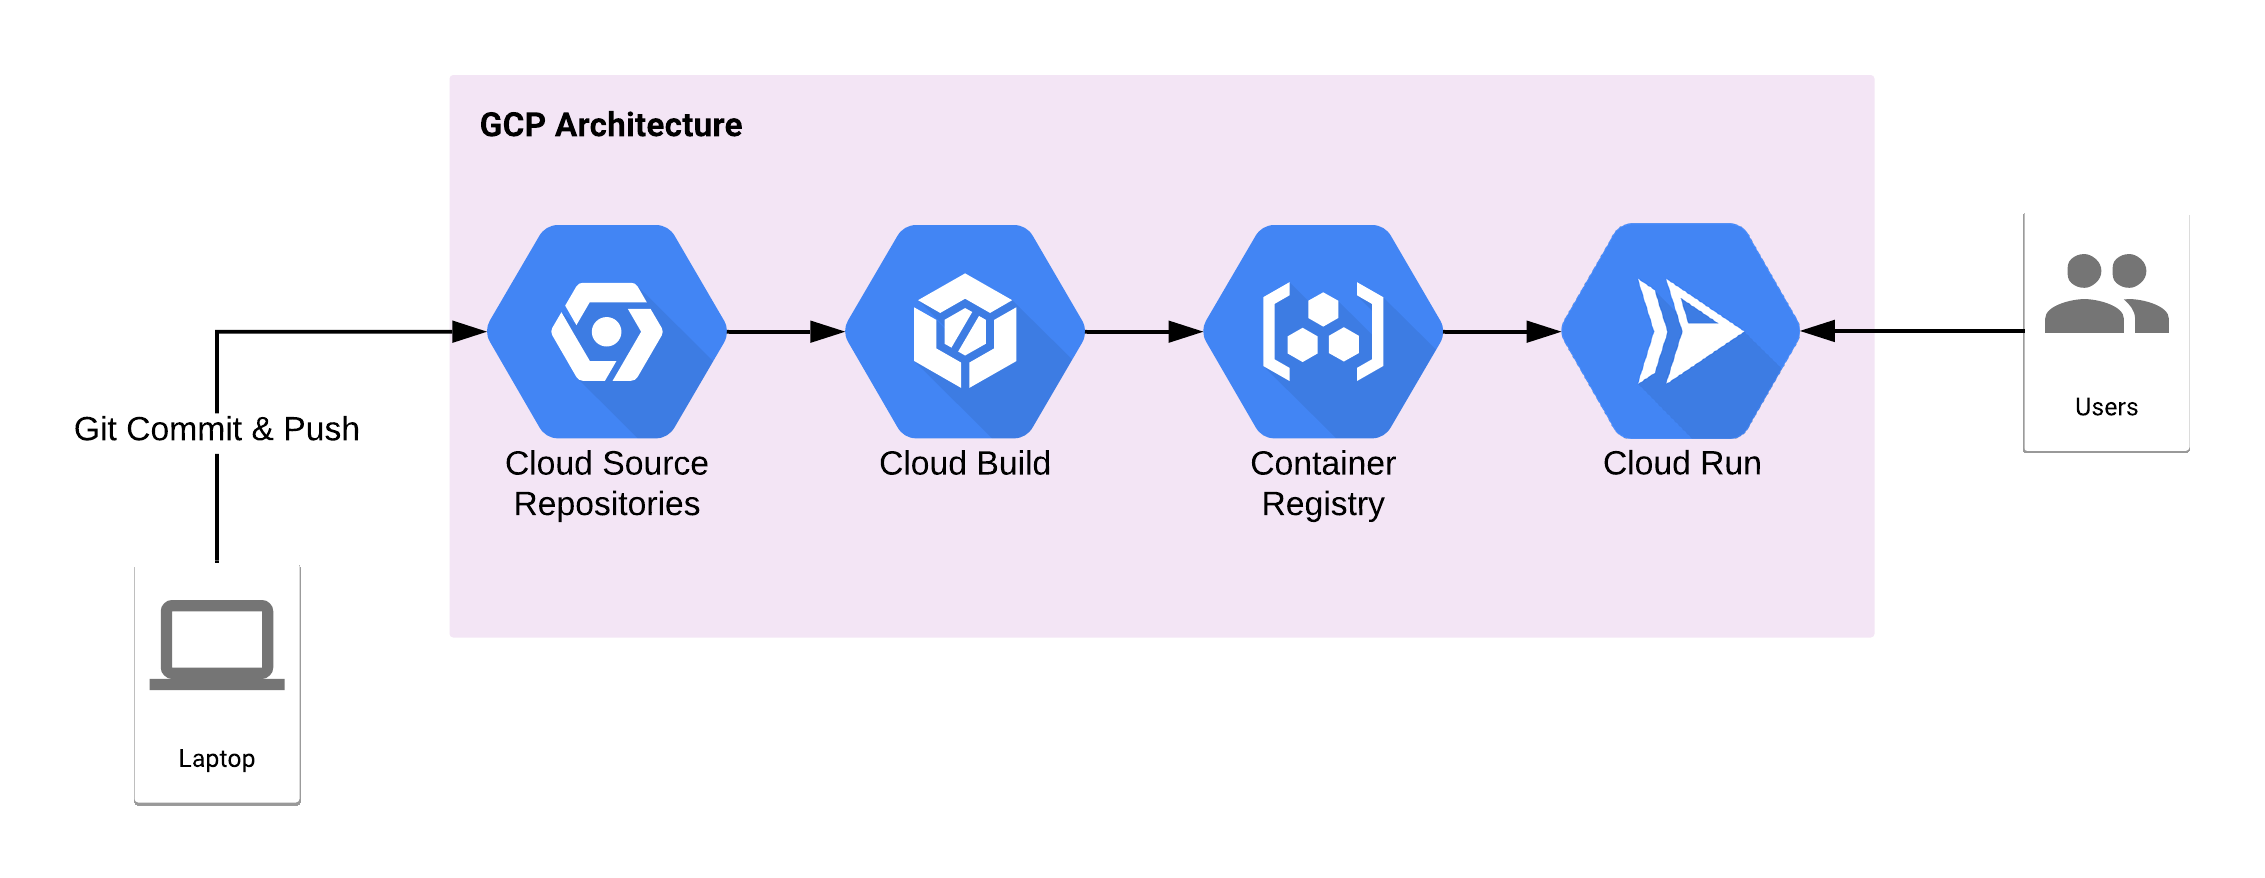 GCP Architecture
Git Commit & Push
Cloud Source
Repositories
Cloud Build
Container
Registry
Cloud Run
Users
Laptop